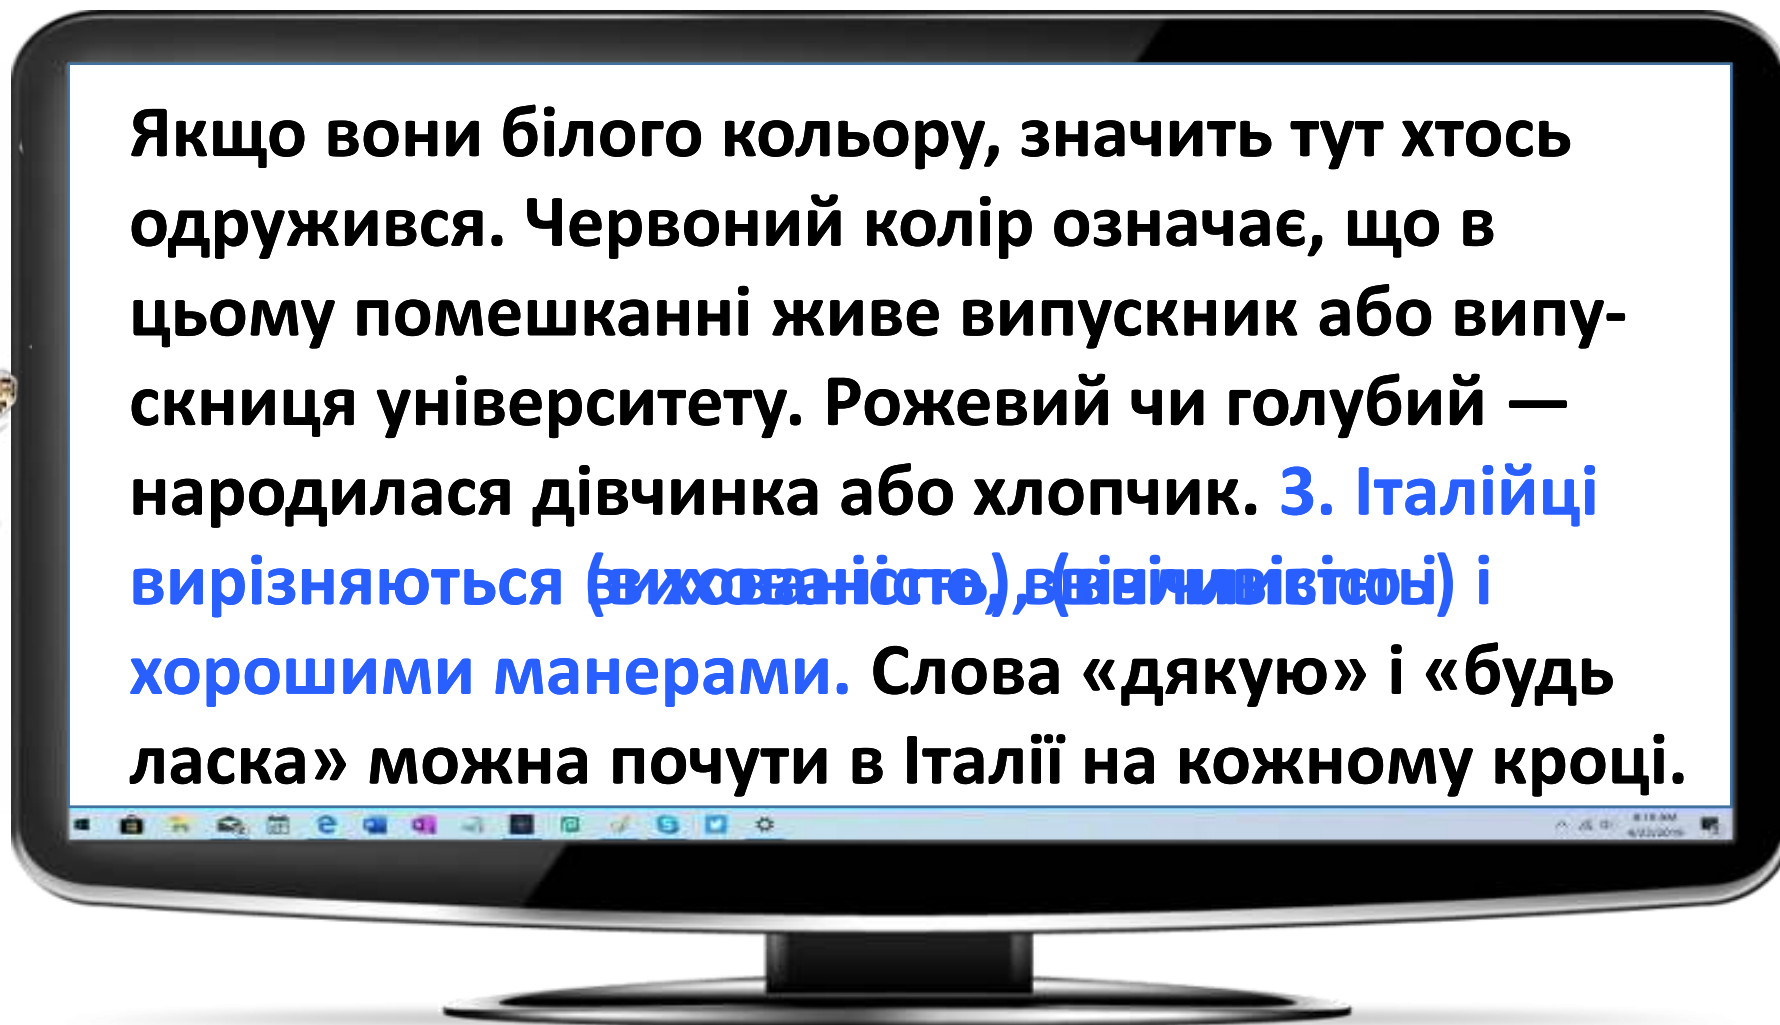 Якщо вони білого кольору, значить тут хтось
одружився. Червоний колір означає, що в
цьому помешканні живе випускник або випу-
скниця університету. Рожевий чи голубий —
народилася дівчинка або хлопчик. 3. Італійці
вирізняються і
хорошими манерами. Слова «дякую» і «будь
ласка» можна почути в Італії на кожному кроці.